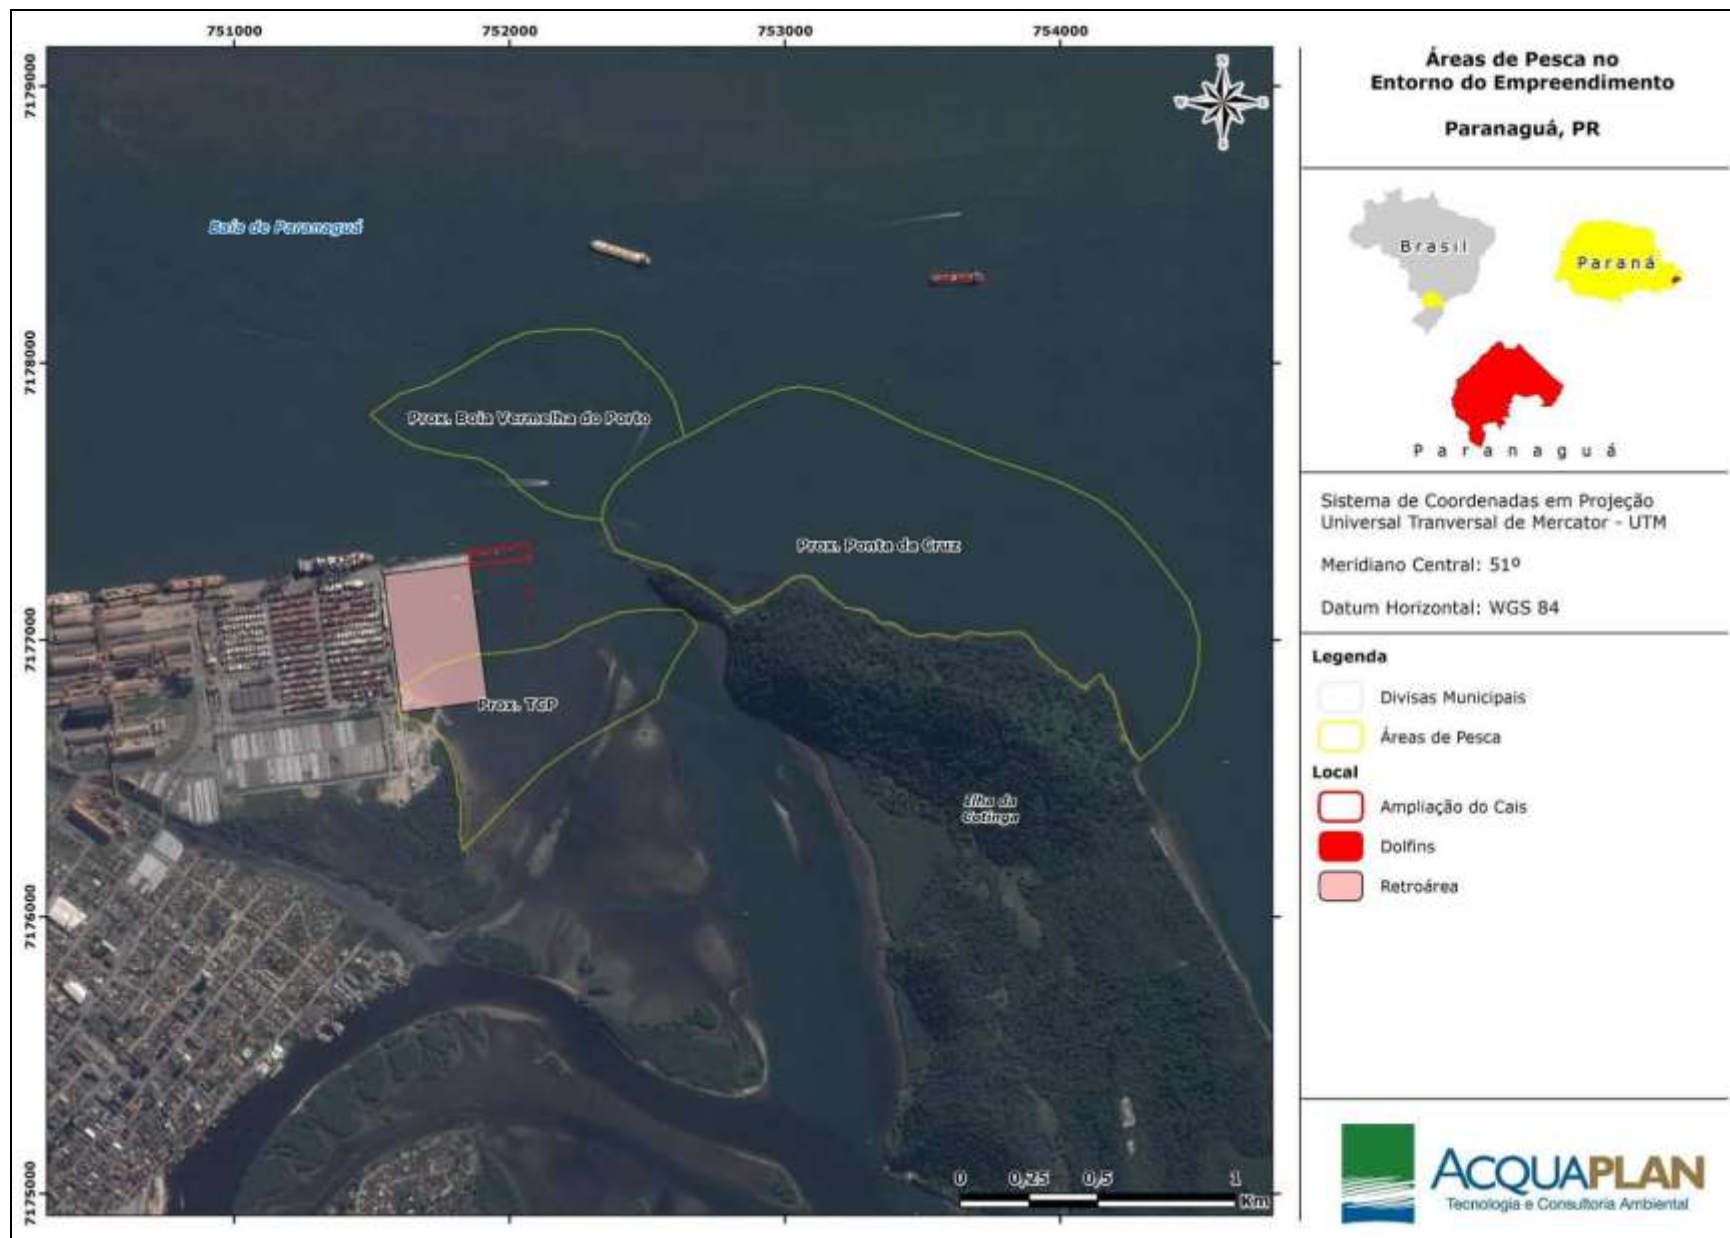 751000
752000
753000
754000
7179000
7178000
7177000
7176000
7175000
N
W
E
S
Baía de Paranaguá
Prox. Boia Vermelha do Porto
Prox. Ponta da Cruz
Prox. TCP
Ilha da
Cotinga
0
0,25
0,5
1
Km
Áreas de Pesca no
Entorno do Empreendimento
Paranaguá, PR
Brasil
Paraná
Paranaguá
Sistema de Coordenadas em Projeção
Universal Tranversal de Mercator - UTM
Meridiano Central: 51º
Datum Horizontal: WGS 84
Legenda
Divisas Municipais
Áreas de Pesca
Local
Ampliação do Cais
Dolfins
Retroárea
ACQUAPLAN
Tecnologia e Consultoria Ambiental